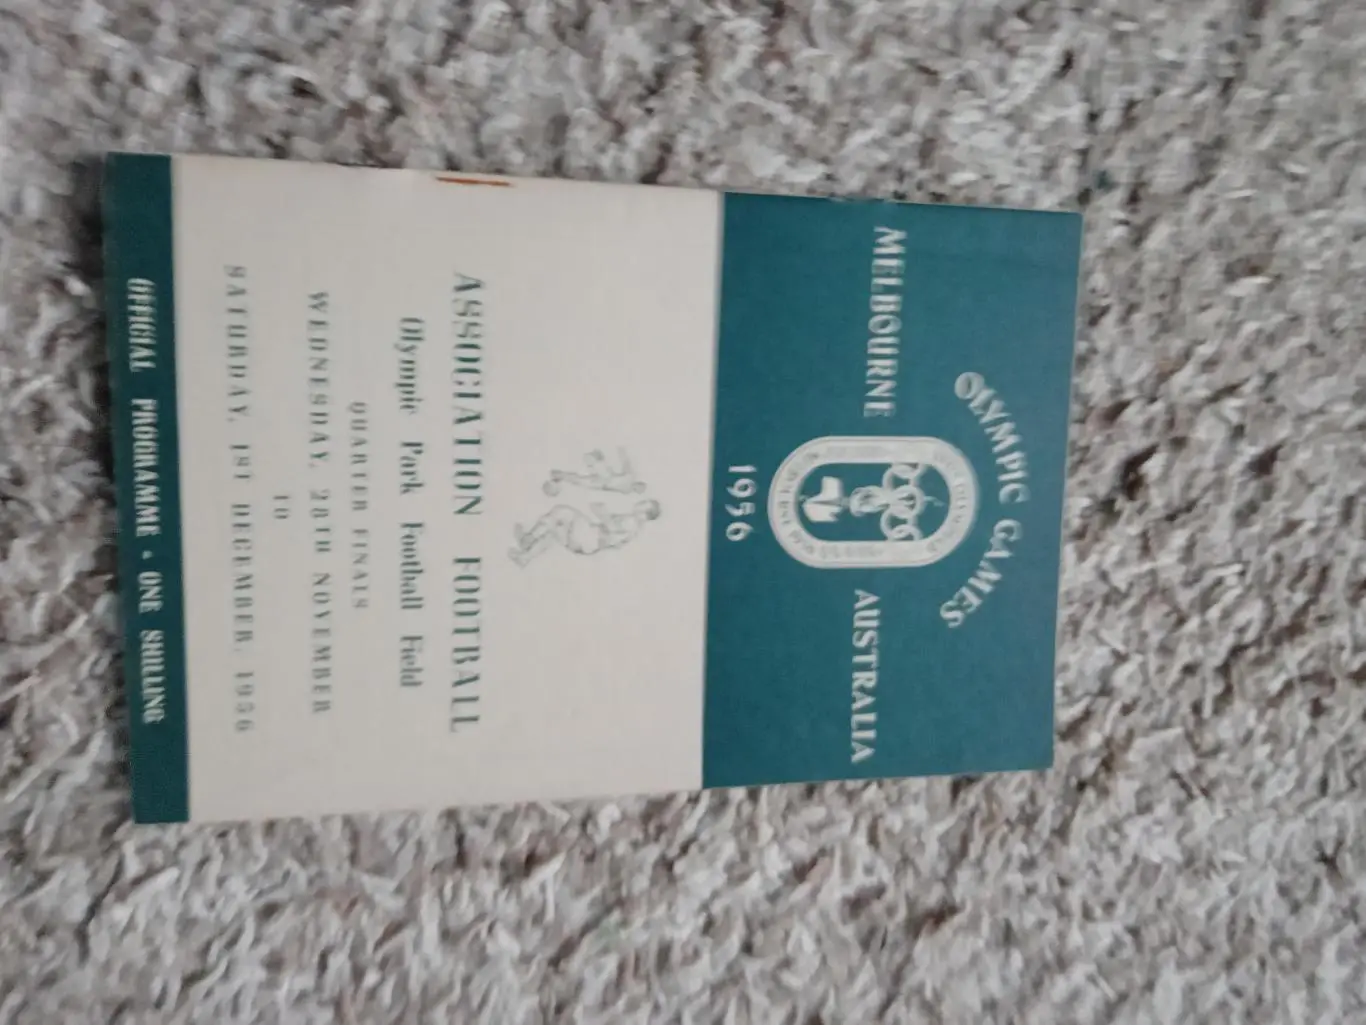 OLYMPIC GAMES
MELBOURNE AUSTRALIA
1956
ASSOCIATION FOOTBALL
Olympic Park Football Field
QUARTER FINALS
WEDNESDAY, 28TH NOVEMBER
TO
SATURDAY, 1ST DECEMBER, 1956
OFFICIAL PROGRAMME · ONE SHILLING